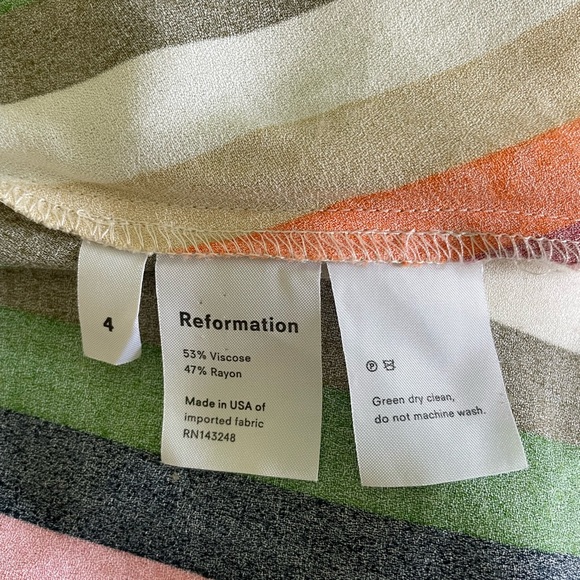 4
Reformation
53% Viscose
47% Rayon
Made in USA of
imported fabric
RN143248
P
Green dry clean,
do not machine wash.